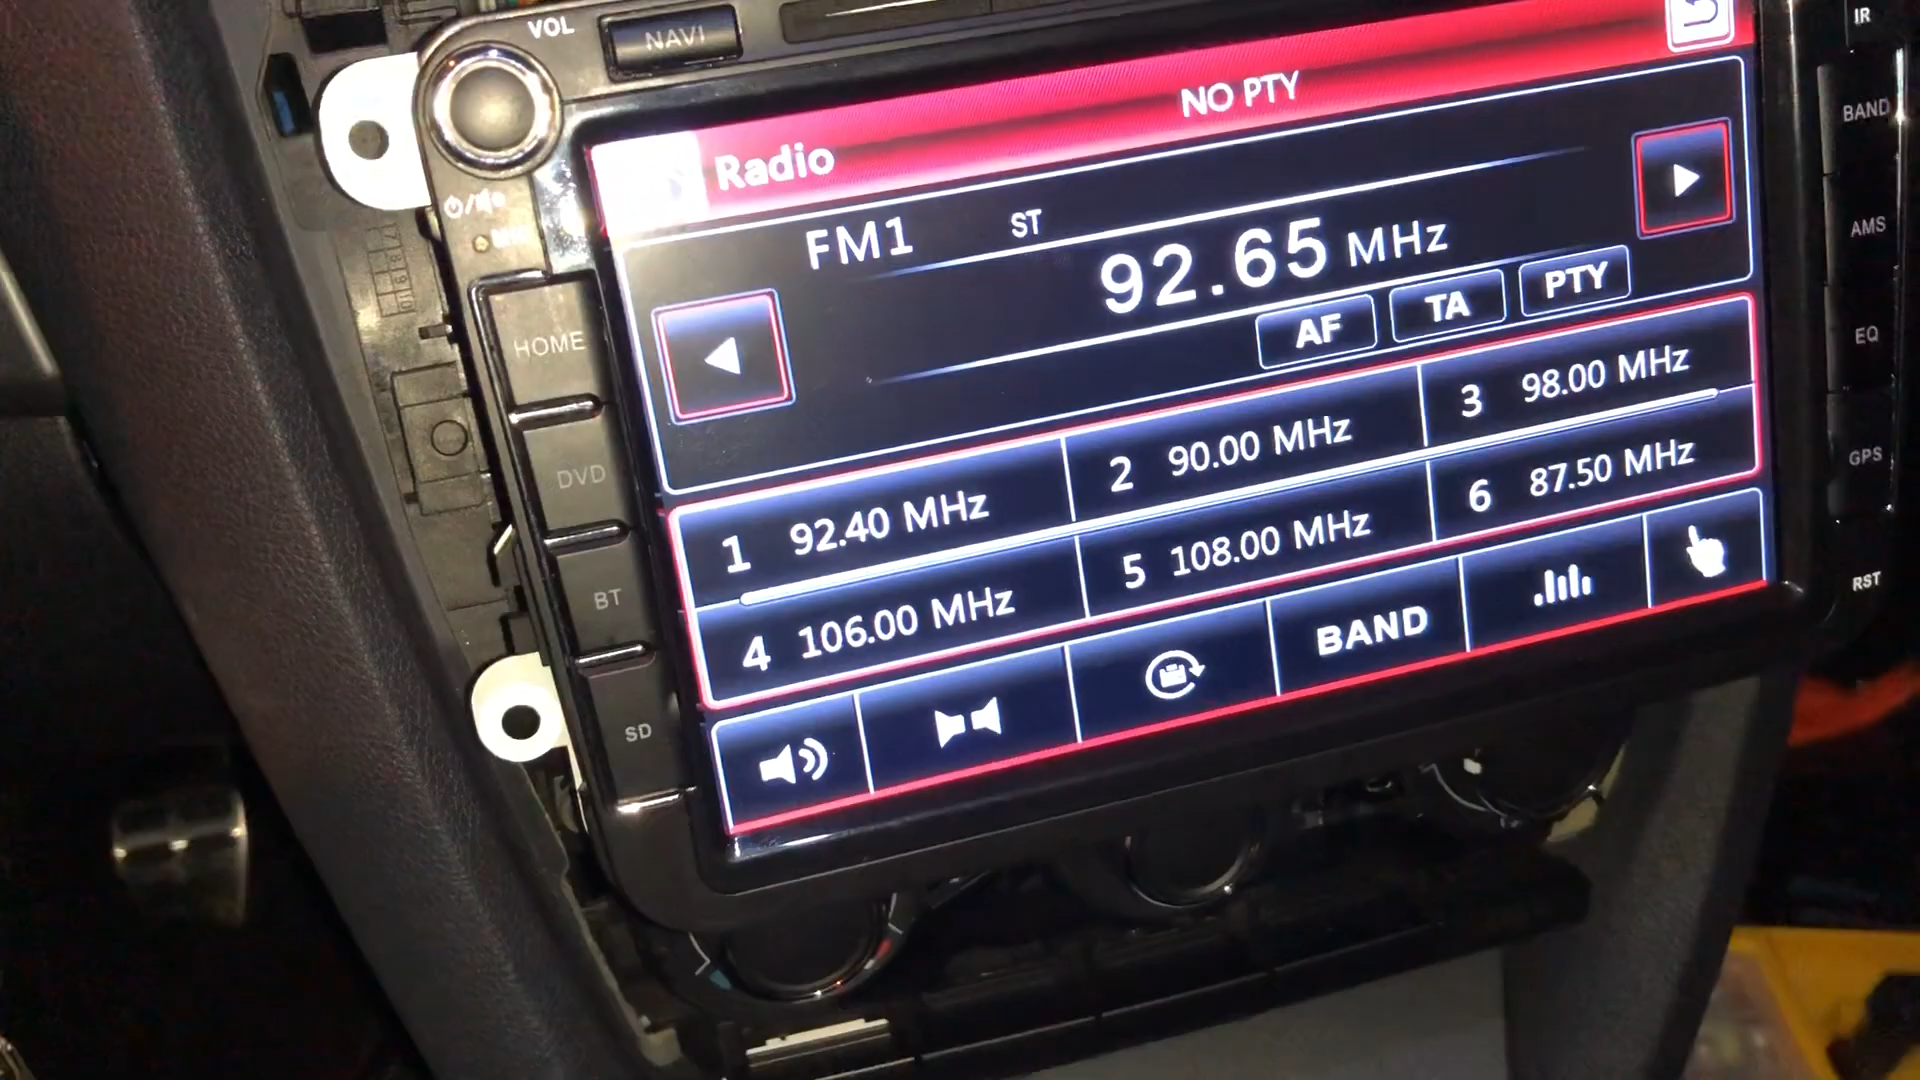 VOL
NAVI
IR
NO PTY
Radio
BAND
FM1 ST
92.65 MHz
AMS
AF TA PTY
HOME
EQ
1 92.40 MHz 2 90.00 MHz 3 98.00 MHz
DVD
GPS
4 106.00 MHz 5 108.00 MHz 6 87.50 MHz
BT
RST
BAND
SD